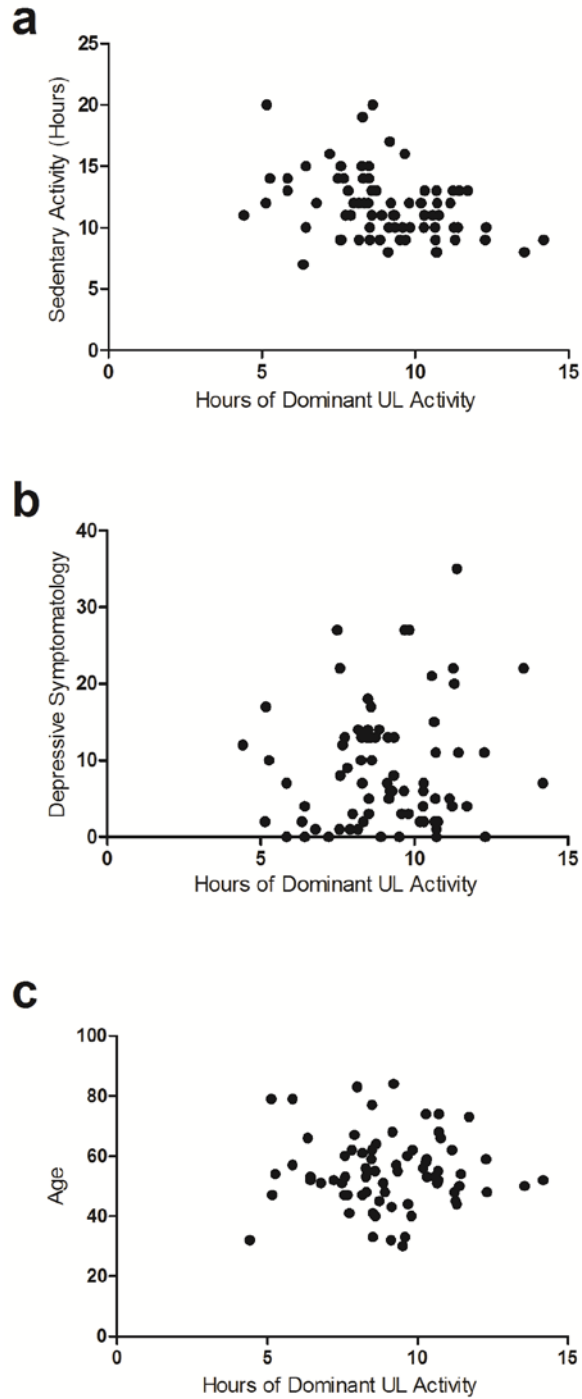 a
25
20
15
10
5
0
Sedentary Activity (Hours)
0 5 10 15
Hours of Dominant UL Activity
b
40
30
20
10
0
Depressive Symptomatology
0 5 10 15
Hours of Dominant UL Activity
c
100
80
60
40
20
0
Age
0 5 10 15
Hours of Dominant UL Activity